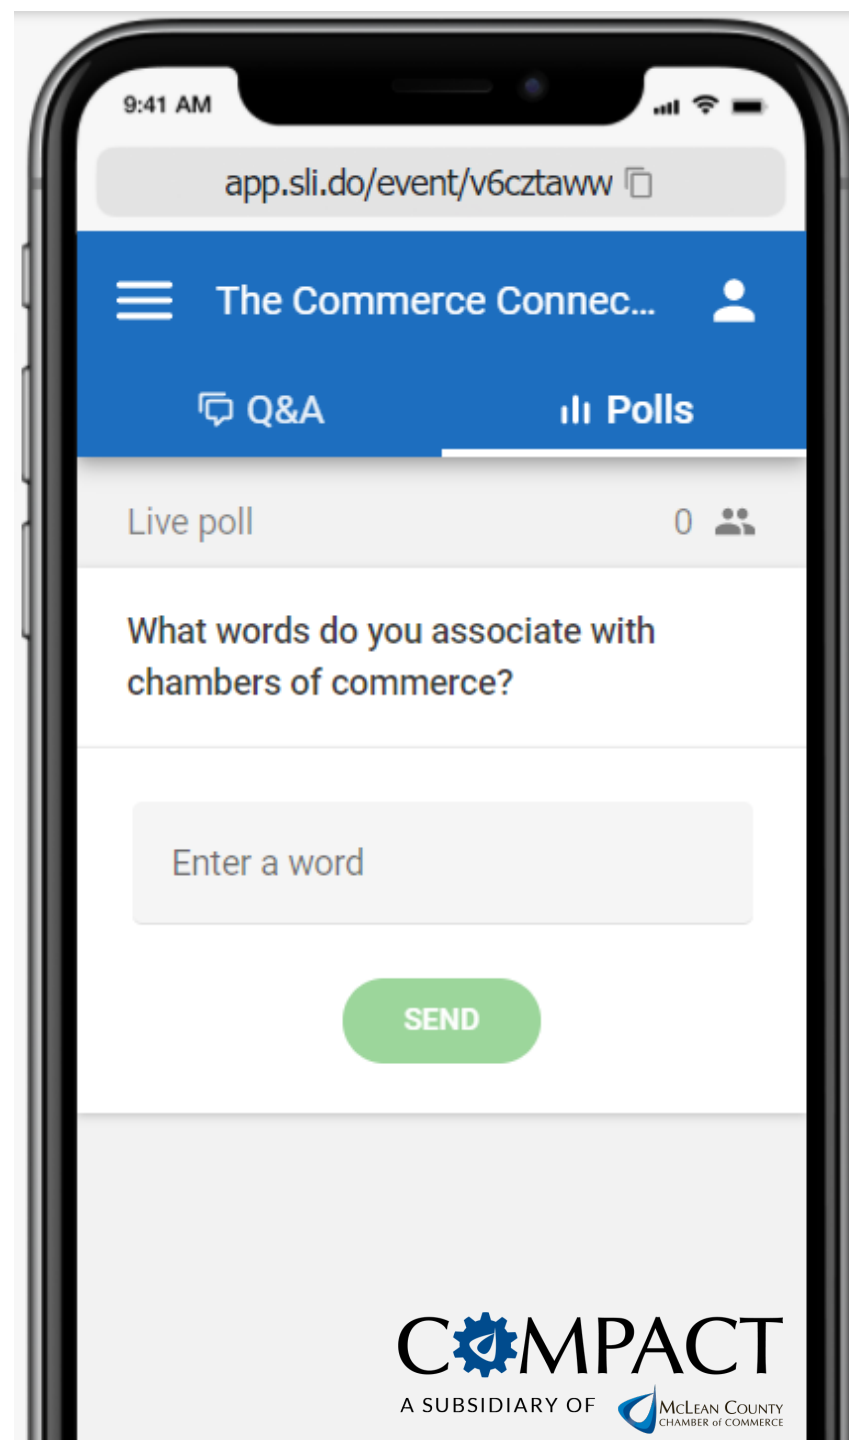 9:41 AM
app.sli.do/event/v6cztaww
The Commerce Connec...
Q&A
Polls
Live poll
0
What words do you associate with
chambers of commerce?
Enter a word
SEND
COMPACT
A SUBSIDIARY OF
McLEAN COUNTY
CHAMBER of COMMERCE